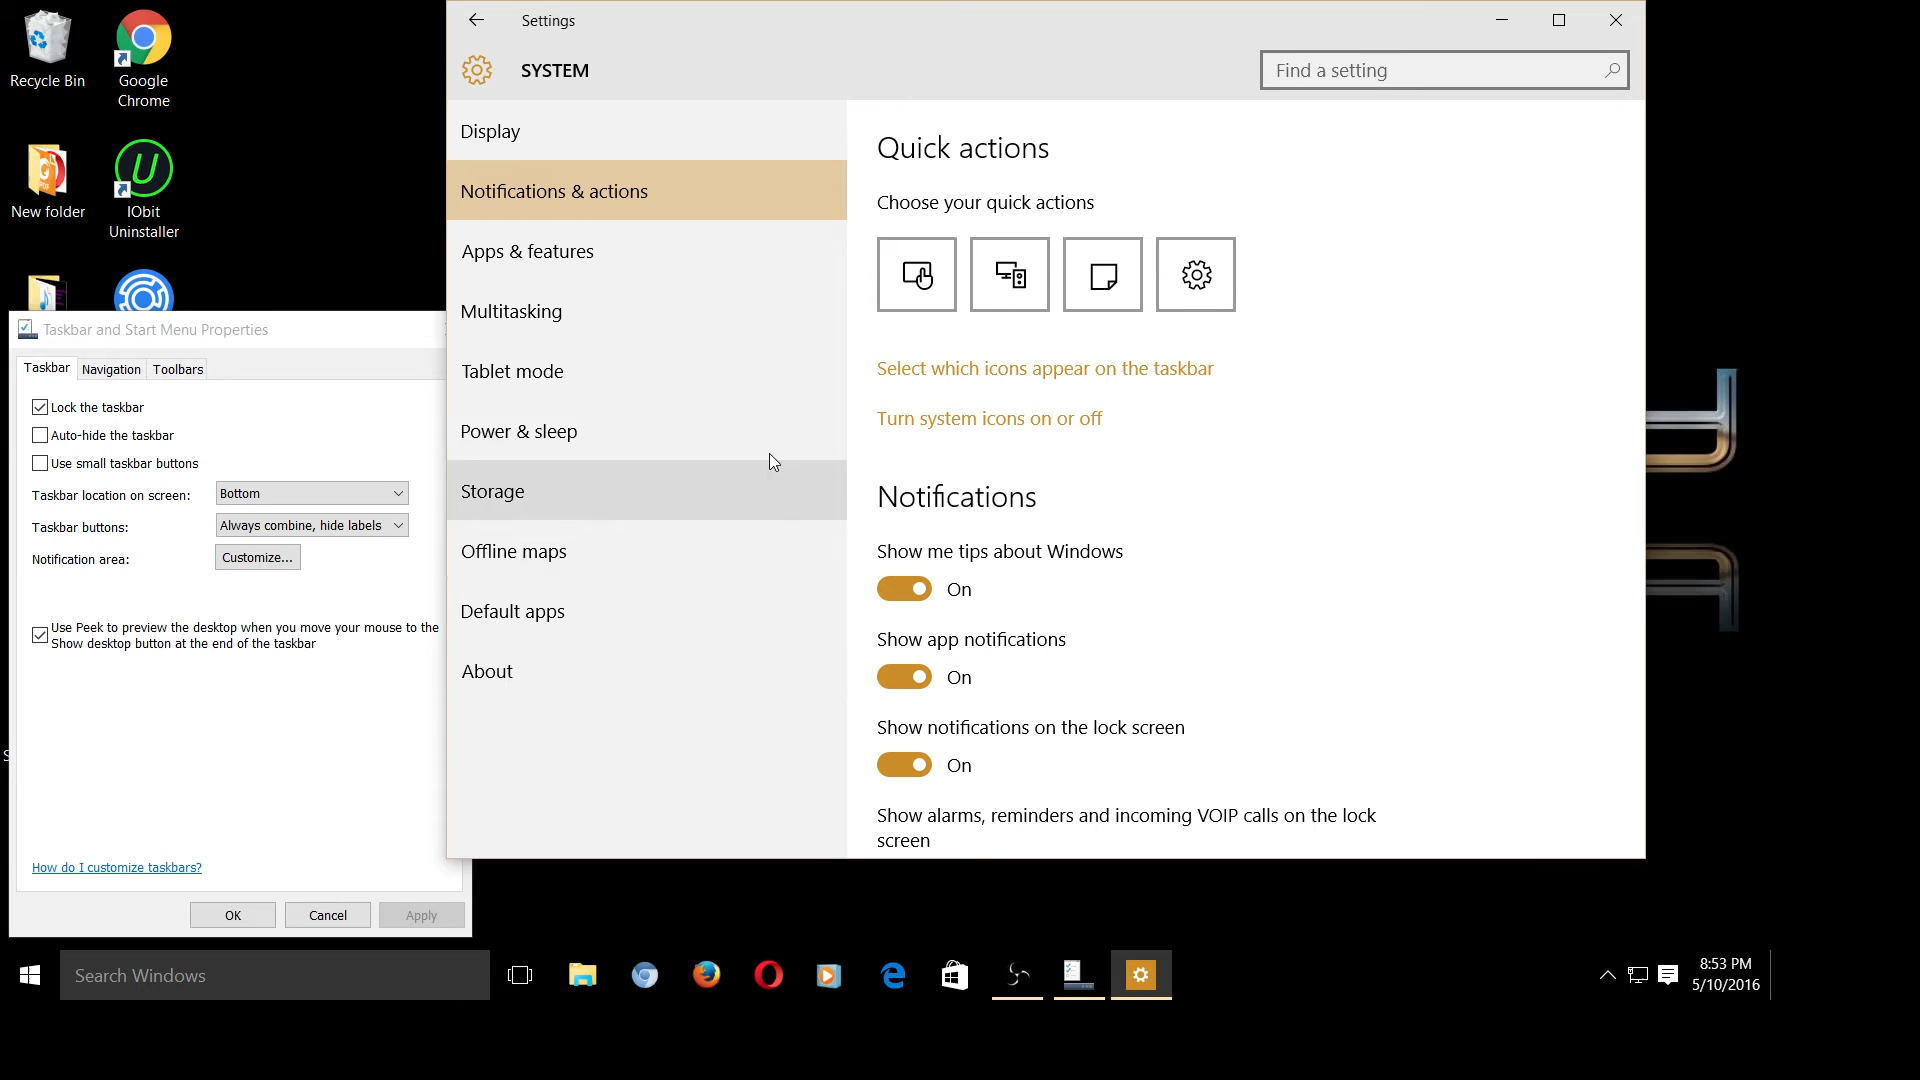 Recycle Bin
Google
Chrome
New folder
IObit
Uninstaller
Taskbar and Start Menu Properties
Taskbar
Navigation
Toolbars
Lock the taskbar
Auto-hide the taskbar
Use small taskbar buttons
Taskbar location on screen:
Bottom
Taskbar buttons:
Always combine, hide labels
Notification area:
Customize...
Use Peek to preview the desktop when you move your mouse to the
Show desktop button at the end of the taskbar
How do I customize taskbars?
OK
Cancel
Apply
Settings
SYSTEM
Find a setting
Display
Notifications & actions
Apps & features
Multitasking
Tablet mode
Power & sleep
Storage
Offline maps
Default apps
About
Quick actions
Choose your quick actions
Select which icons appear on the taskbar
Turn system icons on or off
Notifications
Show me tips about Windows
On
Show app notifications
On
Show notifications on the lock screen
On
Show alarms, reminders and incoming VOIP calls on the lock
screen
Search Windows
8:53 PM
5/10/2016